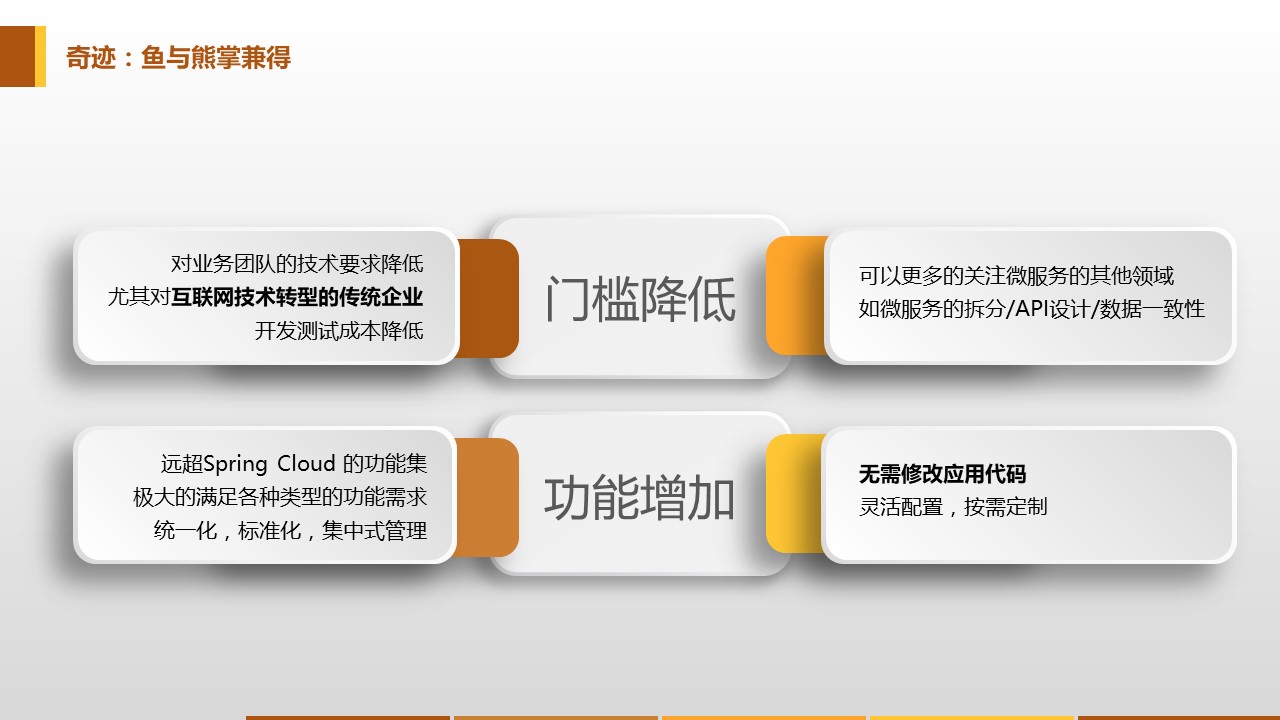 奇迹：鱼与熊掌兼得
对业务团队的技术要求降低
尤其对互联网技术转型的传统企业
开发测试成本降低
门槛降低
可以更多的关注微服务的其他领域
如微服务的拆分/API设计/数据一致性
远超Spring Cloud 的功能集
极大的满足各种类型的功能需求
统一化，标准化，集中式管理
功能增加
无需修改应用代码
灵活配置，按需定制